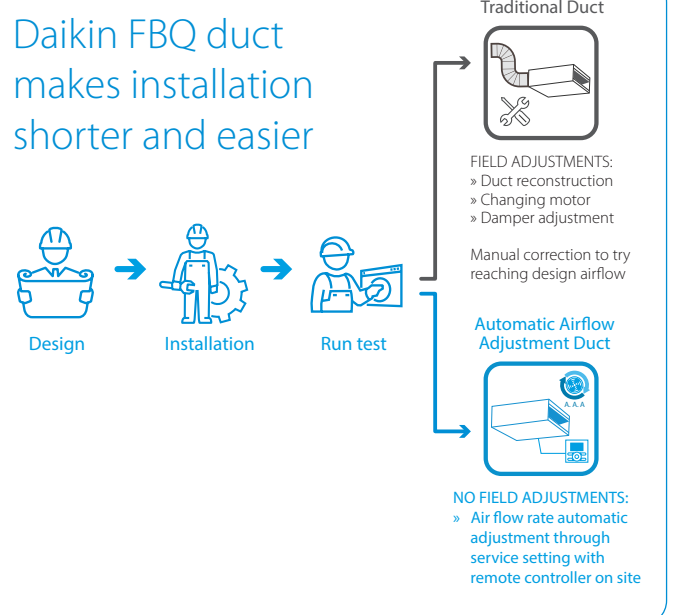 Daikin FBQ duct
makes installation
shorter and easier
Design
Installation
Run test
Traditional Duct
FIELD ADJUSTMENTS:
» Duct reconstruction
» Changing motor
» Damper adjustment
Manual correction to try
reaching design airflow
Automatic Airflow
Adjustment Duct
A. A. A
NO FIELD ADJUSTMENTS:
» Air flow rate automatic
adjustment through
service setting with
remote controller on site